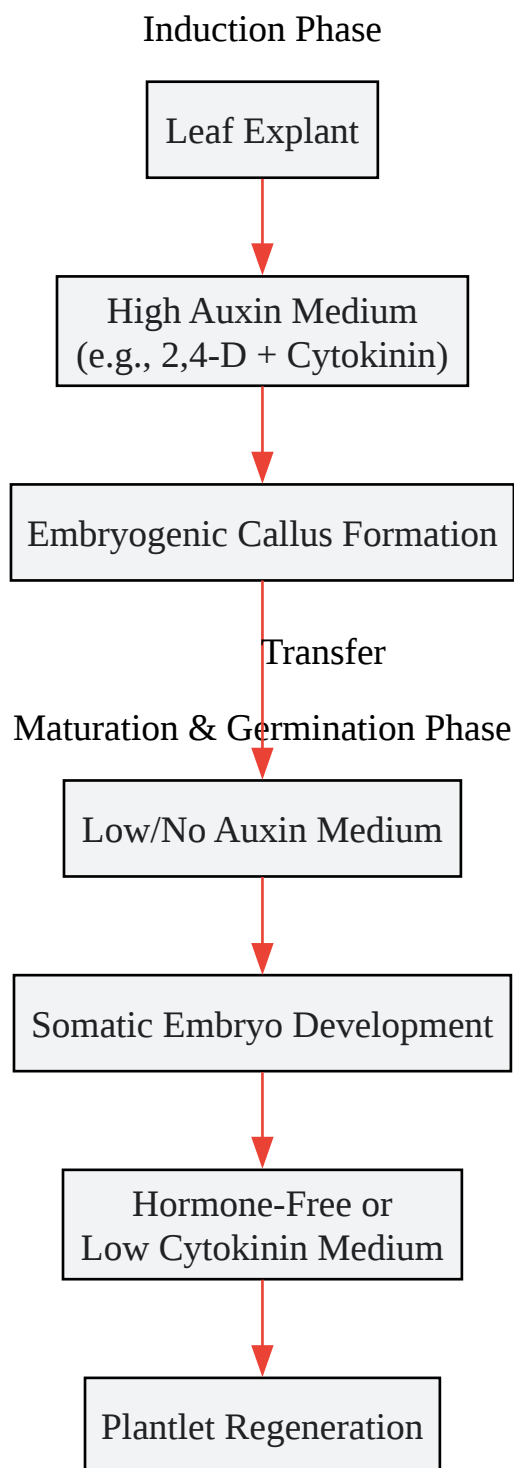 Induction Phase
Leaf Explant
High Auxin Medium
(e.g., 2,4-D + Cytokinin)
Embryogenic Callus Formation
Transfer
Maturation & Germination Phase
Low/No Auxin Medium
Somatic Embryo Development
Hormone-Free or
Low Cytokinin Medium
Plantlet Regeneration